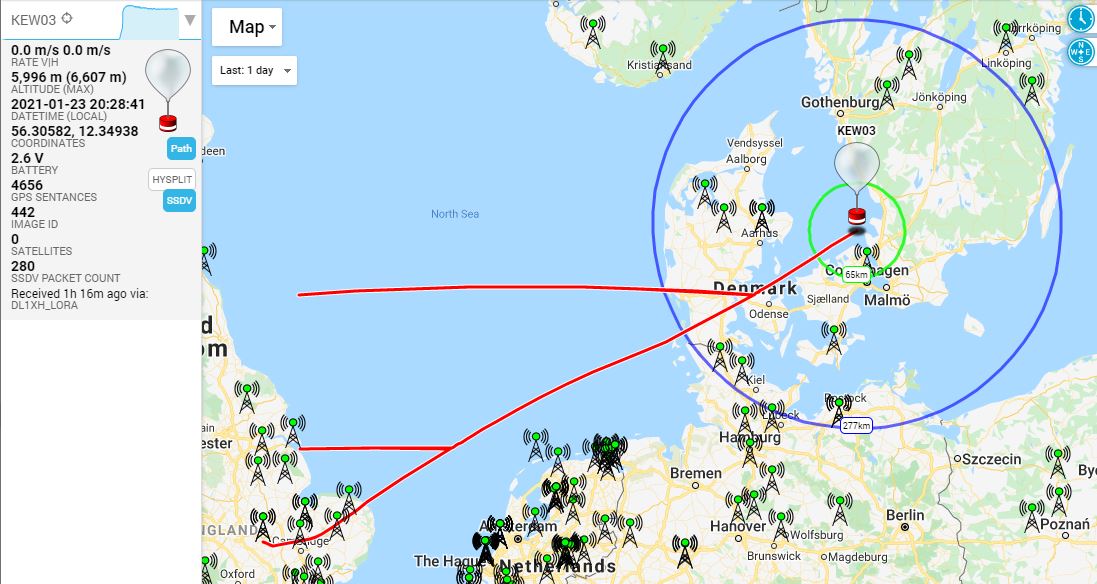 KEW03
0.0 m/s 0.0 m/s
RATE V|H
5,996 m (6,607 m)
ALTITUDE (MAX)
2021-01-23 20:28:41
DATETIME (LOCAL)
56.30582, 12.34938
COORDINATES
2.6 V
BATTERY
4656
GPS SENTANCES
442
IMAGE ID
0
SATELLITES
280
SSDV PACKET COUNT
Received 1h 16m ago via:
DL1XH_LORA
Path
HYSPLIT
SSDV
Map
Last: 1 day
N
W
E
S
Kristiansand
Norrköping
Linköping
Gothenburg
Jönköping
KEW03
Vendsyssel
Aalborg
deen
North Sea
Aarhus
65km
Copenhagen
Denmark
Sjælland
Malmö
Odense
d
om
Kiel
Rostock
Lübeck
277km
ain
ester
Hamburg
Szczecin
Bremen
By
NGLAND
Cambridge
Amsterdam
Hanover
Wolfsburg
Berlin
Poznań
Brunswick
Magdeburg
Oxford
The Hague
Netherlands